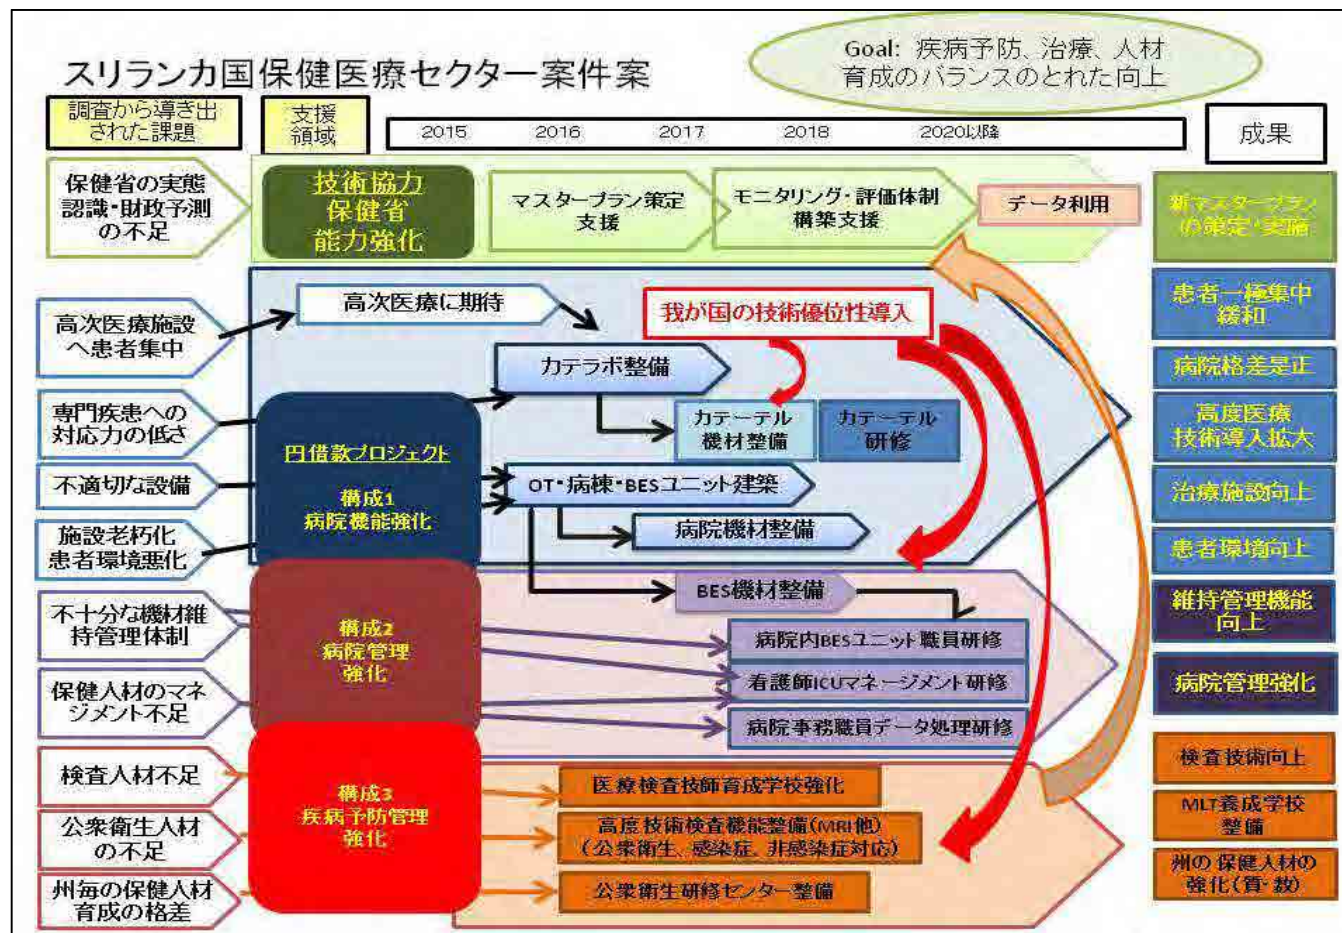 スリランカ国保健医療セクター案件案
Goal: 疾病予防、治療、人材
育成のバランスのとれた向上
調査から導き出
された課題
支援
領域
2015
2016
2017
2018
2020以降
成果
保健省の実態
認識・財政予測
の不足
技術協力
保健省
能力強化
マスタープラン策定
支援
モニタリング・評価体制
構築支援
データ利用
新マスタープラン
の策定・実施
高次医療施設
へ患者集中
高次医療に期待
我が国の技術優位性導入
患者一極集中
緩和
カテラボ整備
病院格差是正
専門疾患への
対応力の低さ
カテーテル
機材整備
カテーテル
研修
高度医療
技術導入拡大
円借款プロジェクト
構成1
病院機能強化
不適切な設備
OT・病棟・BESユニット建築
治療施設向上
施設老朽化
患者環境悪化
病院機材整備
患者環境向上
不十分な機材維
持管理体制
構成2
病院管理
強化
BES機材整備
維持管理機能
向上
病院内BESユニット職員研修
保健人材のマネ
ジメント不足
看護師ICUマネージメント研修
病院管理強化
病院事務職員データ処理研修
検査人材不足
構成3
疾病予防管理
強化
医療検査技師育成学校強化
検査技術向上
公衆衛生人材
の不足
高度技術検査機能整備(MRI他)
(公衆衛生、感染症、非感染症対応)
MLT養成学校
整備
州毎の保健人材
育成の格差
公衆衛生研修センター整備
州の保健人材の
強化(質・数)